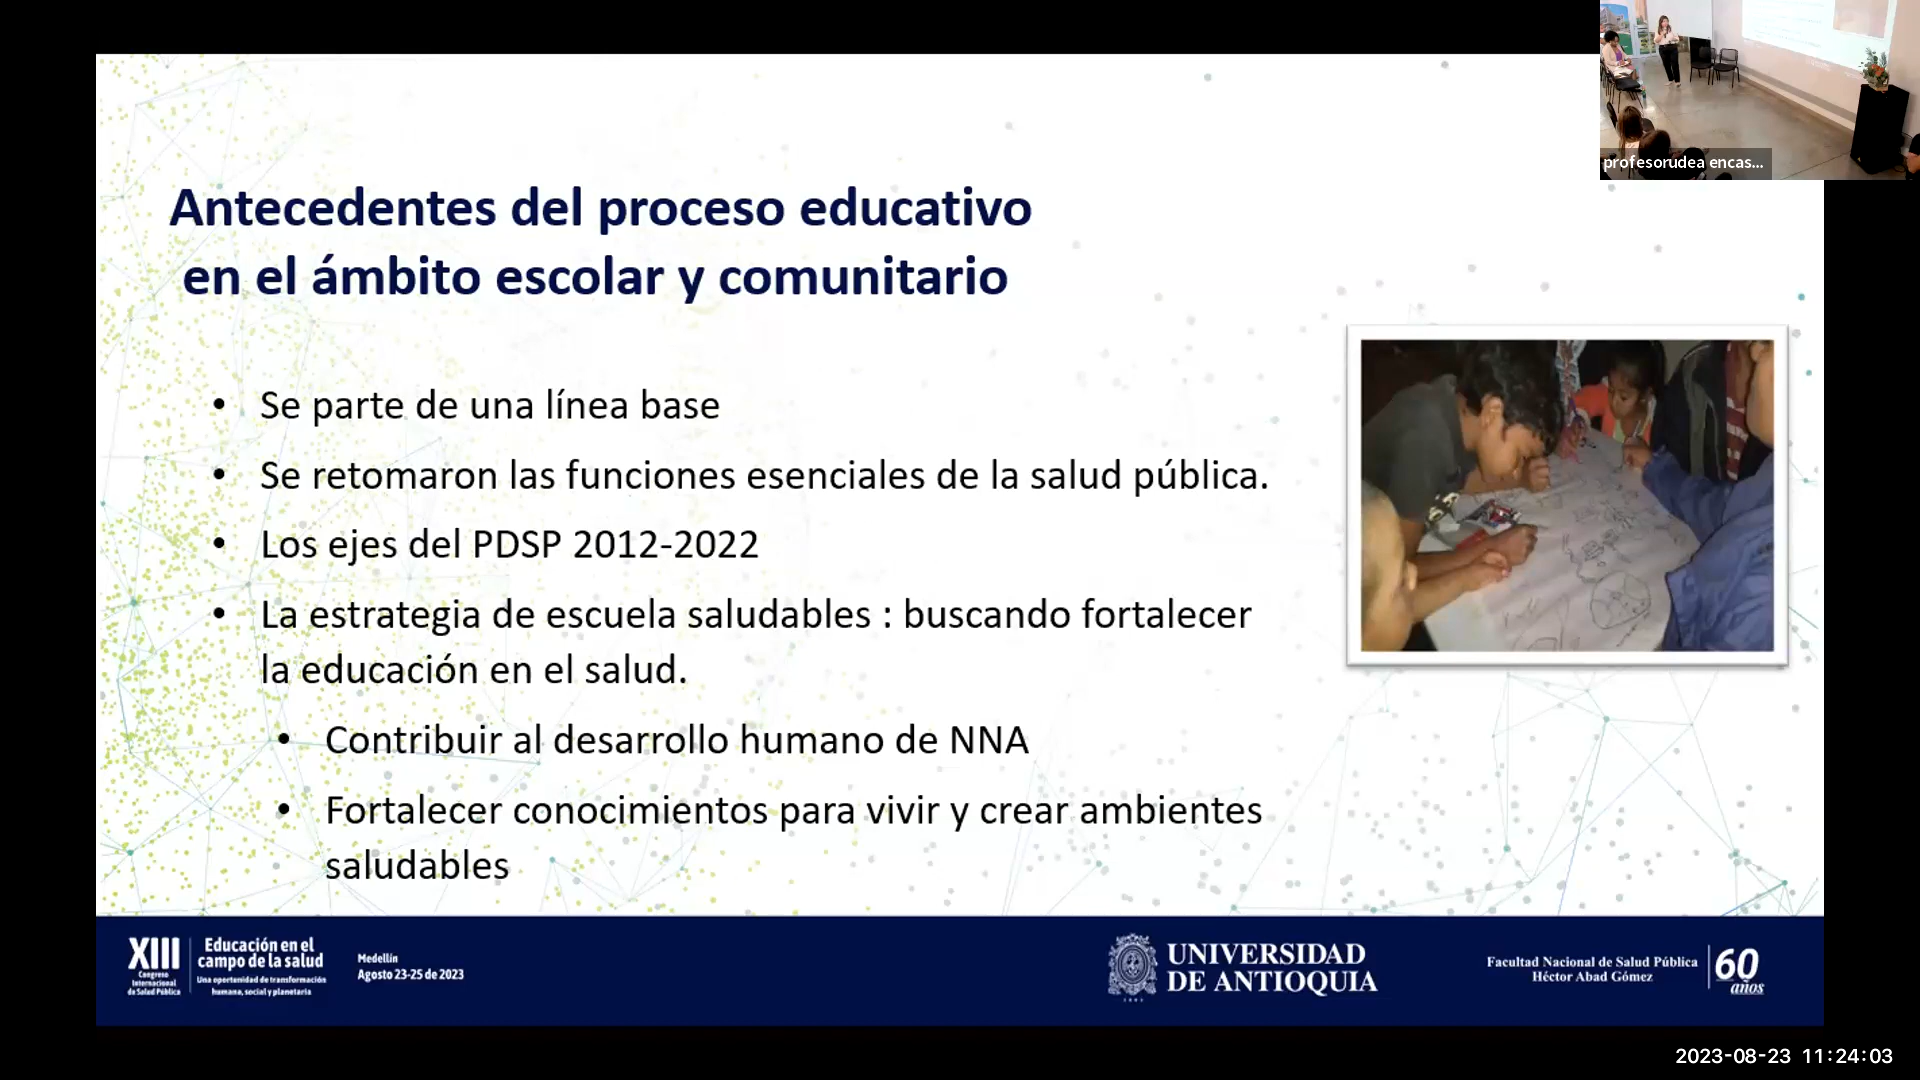 profesorudea encas...
Antecedentes del proceso educativo
en el ámbito escolar y comunitario
• Se parte de una línea base
• Se retomaron las funciones esenciales de la salud pública.
• Los ejes del PDSP 2012-2022
• La estrategia de escuela saludables : buscando fortalecer
la educación en el salud.
• Contribuir al desarrollo humano de NNA
• Fortalecer conocimientos para vivir y crear ambientes
saludables
XIII
Congreso
Internacional
de Salud Pública
Educación en el
campo de la salud
Una oportunidad de transformación
humana, social y planetaria
Medellín
Agosto 23-25 de 2023
UNIVERSIDAD
DE ANTIOQUIA
1803
Facultad Nacional de Salud Pública
Héctor Abad Gómez
60
años
2023-08-23 11:24:03